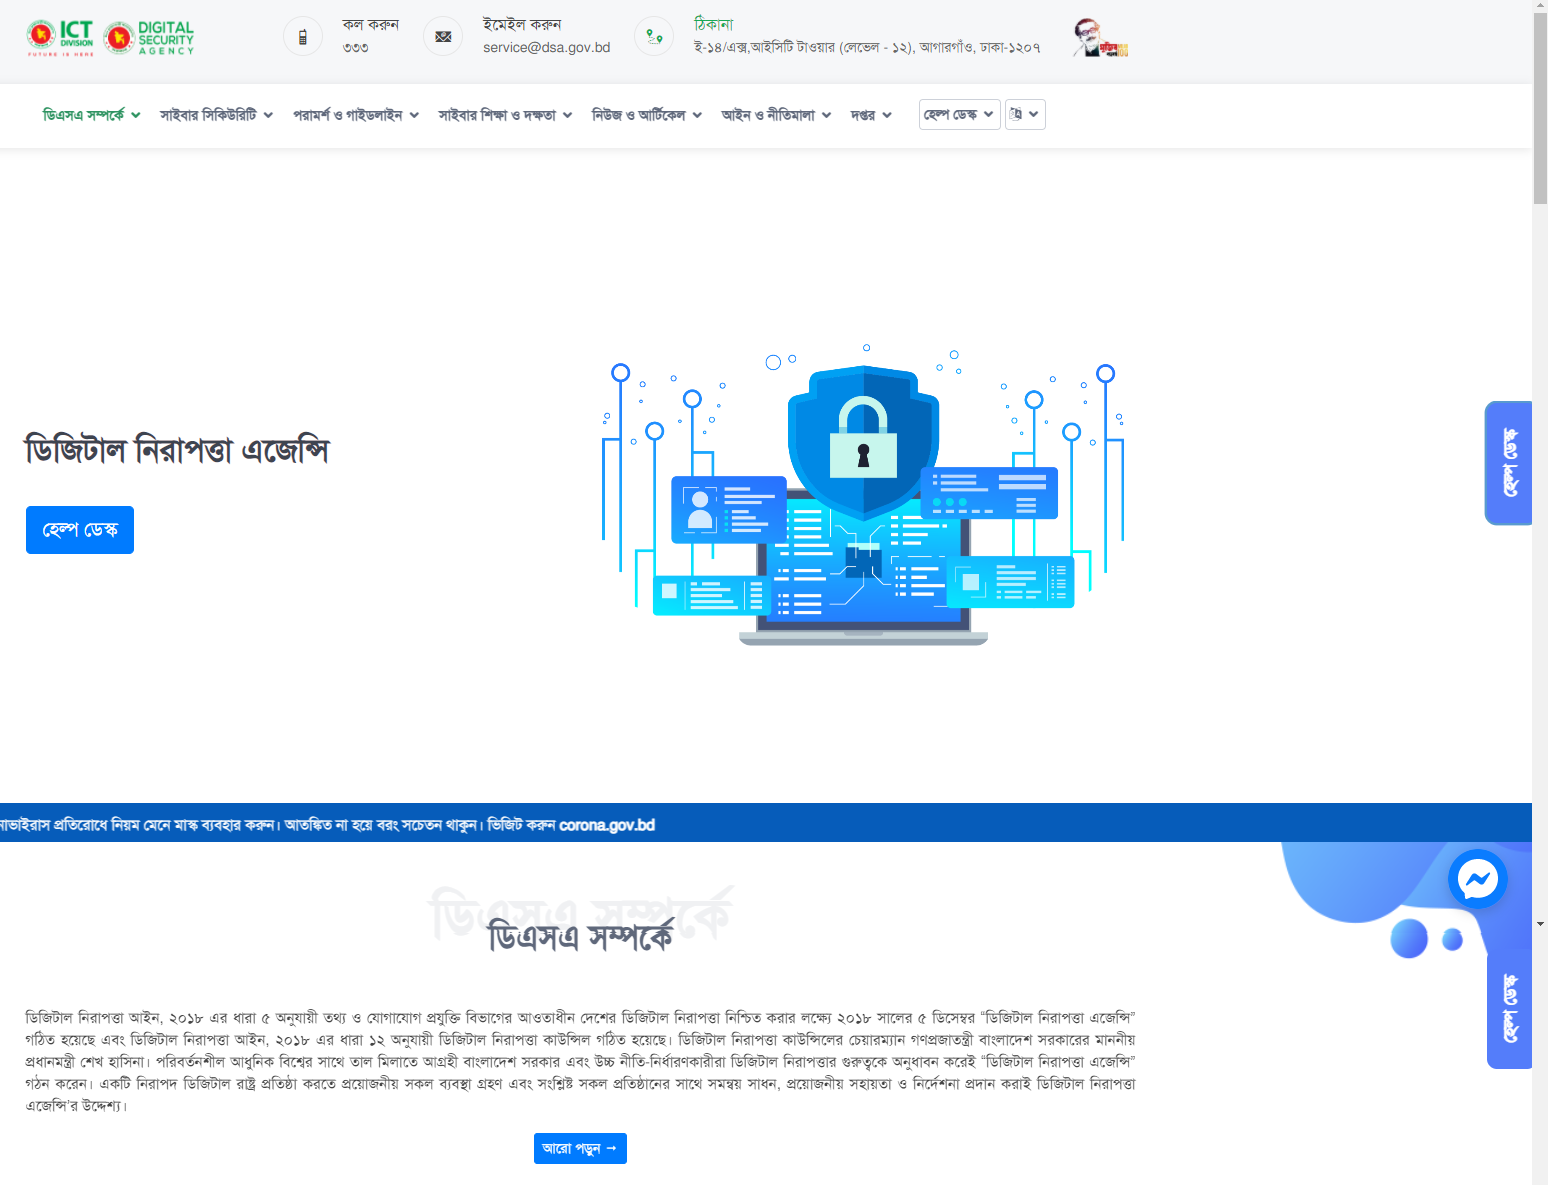 ICT DIVISION
FUTURE IS HERE
DIGITAL SECURITY AGENCY
কল করুন
৩৩৩
ইমেইল করুন
service@dsa.gov.bd
ঠিকানা
ই-১৪/এক্স,আইসিটি টাওয়ার (লেভেল - ১২), আগারগাঁও, ঢাকা-১২০৭
ডিএসএ সম্পর্কে সাইবার সিকিউরিটি পরামর্শ ও গাইডলাইন সাইবার শিক্ষা ও দক্ষতা নিউজ ও আর্টিকেল আইন ও নীতিমালা দপ্তর হেল্প ডেস্ক
ডিজিটাল নিরাপত্তা এজেন্সি
হেল্প ডেস্ক
হেল্প ডেস্ক
নাভাইরাস প্রতিরোধে নিয়ম মেনে মাস্ক ব্যবহার করুন। আতঙ্কিত না হয়ে বরং সচেতন থাকুন। ভিজিট করুন corona.gov.bd
ডিএসএ সম্পর্কে
ডিএসএ সম্পর্কে
হেল্প ডেস্ক
ডিজিটাল নিরাপত্তা আইন, ২০১৮ এর ধারা ৫ অনুযায়ী তথ্য ও যোগাযোগ প্রযুক্তি বিভাগের আওতাধীন দেশের ডিজিটাল নিরাপত্তা নিশ্চিত করার লক্ষ্যে ২০১৮ সালের ৫ ডিসেম্বর “ডিজিটাল নিরাপত্তা এজেন্সি”
গঠিত হয়েছে এবং ডিজিটাল নিরাপত্তা আইন, ২০১৮ এর ধারা ১২ অনুযায়ী ডিজিটাল নিরাপত্তা কাউন্সিল গঠিত হয়েছে। ডিজিটাল নিরাপত্তা কাউন্সিলের চেয়ারম্যান গণপ্রজাতন্ত্রী বাংলাদেশ সরকারের মাননীয়
প্রধানমন্ত্রী শেখ হাসিনা। পরিবর্তনশীল আধুনিক বিশ্বের সাথে তাল মিলাতে আগ্রহী বাংলাদেশ সরকার এবং উচ্চ নীতি-নির্ধারণকারীরা ডিজিটাল নিরাপত্তার গুরুত্বকে অনুধাবন করেই “ডিজিটাল নিরাপত্তা এজেন্সি”
গঠন করেন। একটি নিরাপদ ডিজিটাল রাষ্ট্র প্রতিষ্ঠা করতে প্রয়োজনীয় সকল ব্যবস্থা গ্রহণ এবং সংশ্লিষ্ট সকল প্রতিষ্ঠানের সাথে সমন্বয় সাধন, প্রয়োজনীয় সহায়তা ও নির্দেশনা প্রদান করাই ডিজিটাল নিরাপত্তা
এজেন্সি’র উদ্দেশ্য।
আরো পড়ুন →